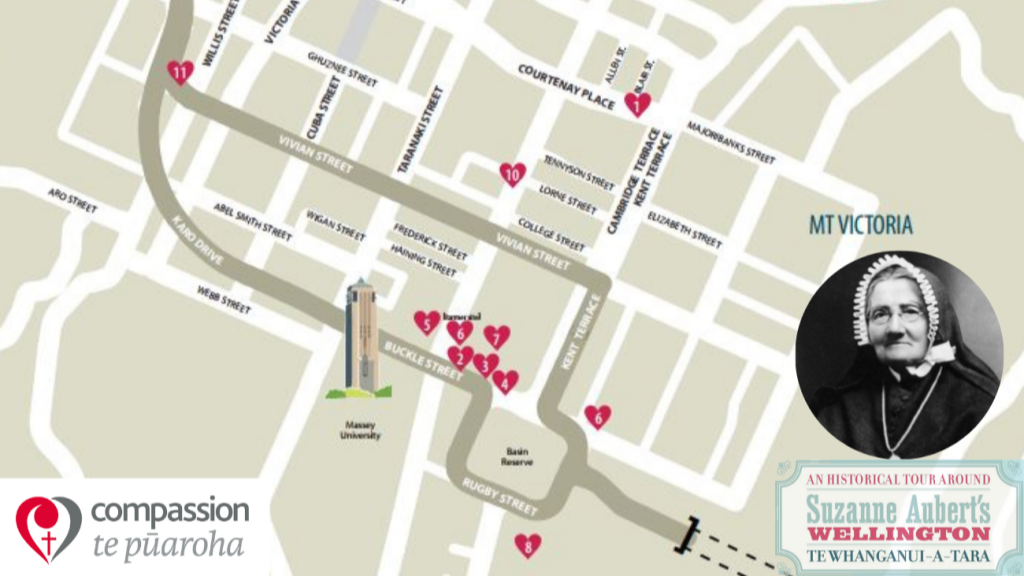 WILLIS STREET
VICTORIA
GHUZNEE STREET
CUBA STREET
TARANAKI STREET
COURTENAY PLACE
ALLEN ST.
BLAIR ST.
11
1
MAJORIBANKS STREET
VIVIAN STREET
10
TENNYSON STREET
LORNE STREET
COLLEGE STREET
CAMBRIDGE TERRACE
KENT TERRACE
ELIZABETH STREET
MT VICTORIA
ARO STREET
KARO DRIVE
ABEL SMITH STREET
WIGAN STREET
FREDERICK STREET
HAINING STREET
VIVIAN STREET
WEBB STREET
5
6
7
2
3
4
BUCKLE STREET
KENT TERRACE
6
Massey
University
Basin
Reserve
RUGBY STREET
8
compassion
te pūaroha
AN HISTORICAL TOUR AROUND
Suzanne Aubert's
WELLINGTON
TE WHANGANUI-A-TARA